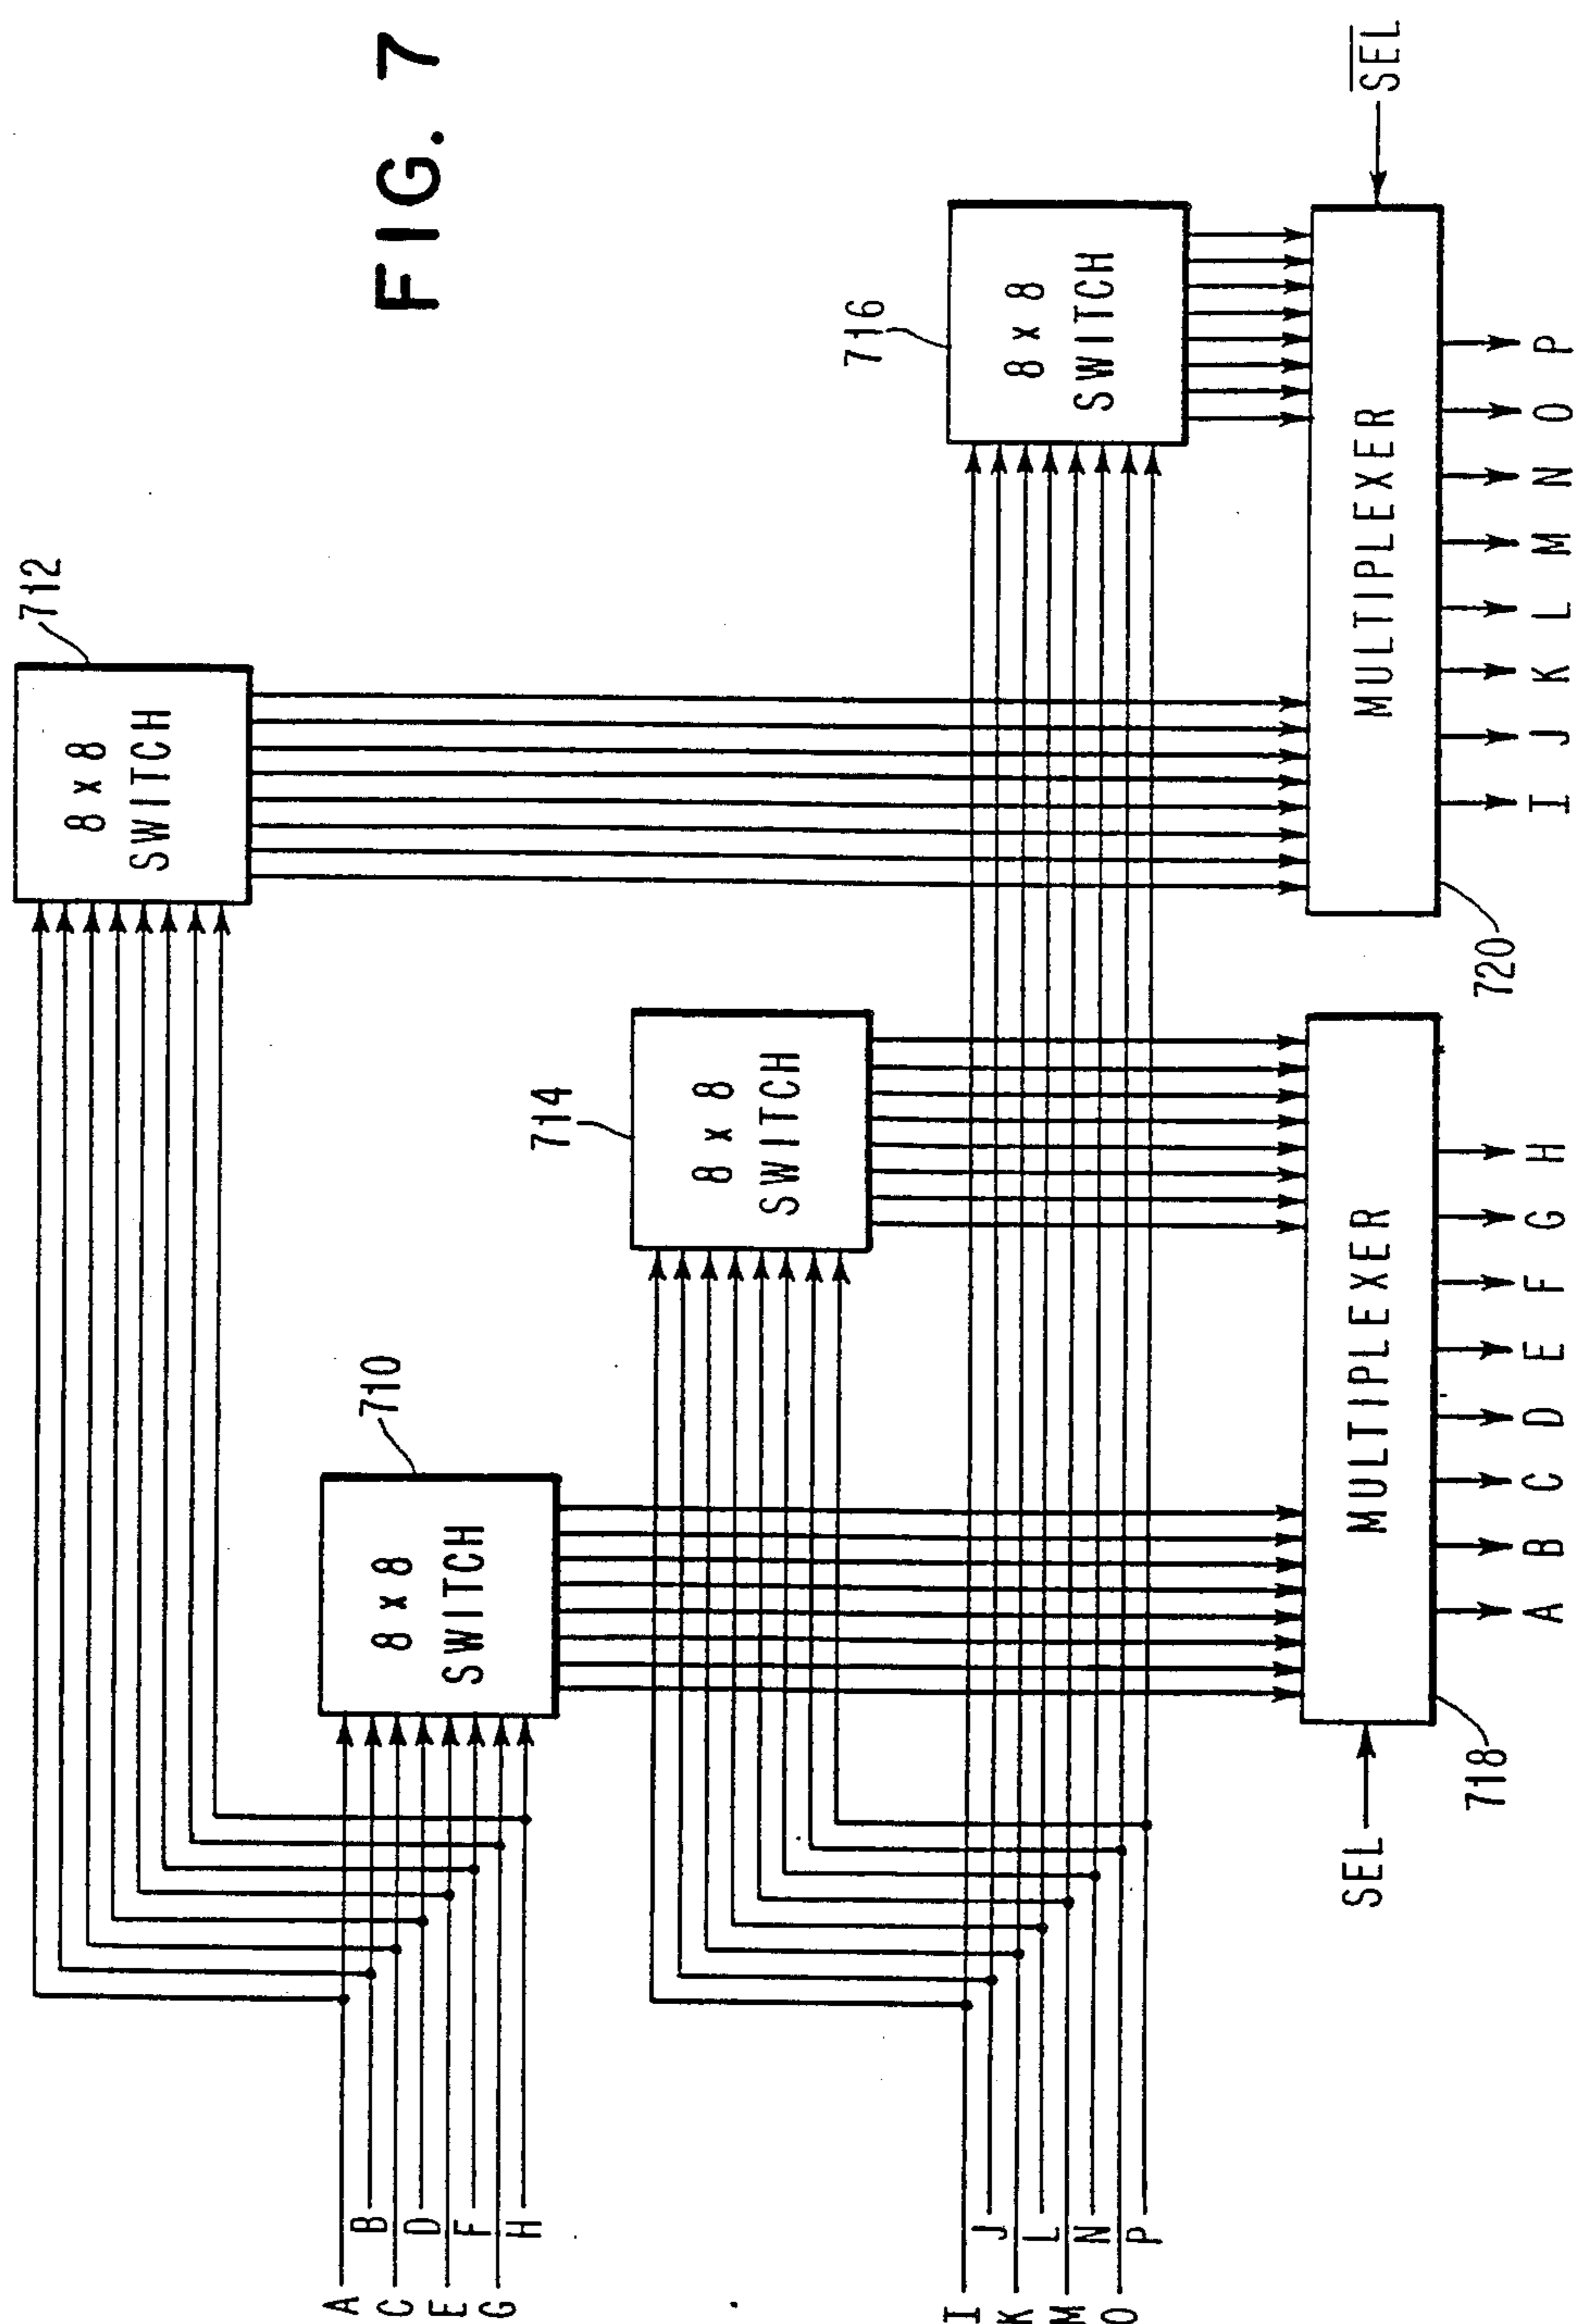 FIG. 7
712
8 x 8
SWITCH
710
8 x 8
SWITCH
A
B
C
D
E
F
G
H
714
8 x 8
SWITCH
716
8 x 8
SWITCH
I
J
K
L
M
N
O
P
SEL
MULTIPLEXER
718
MULTIPLEXER
720
S̅E̅L̅
A B C D E F G H
I J K L M N O P